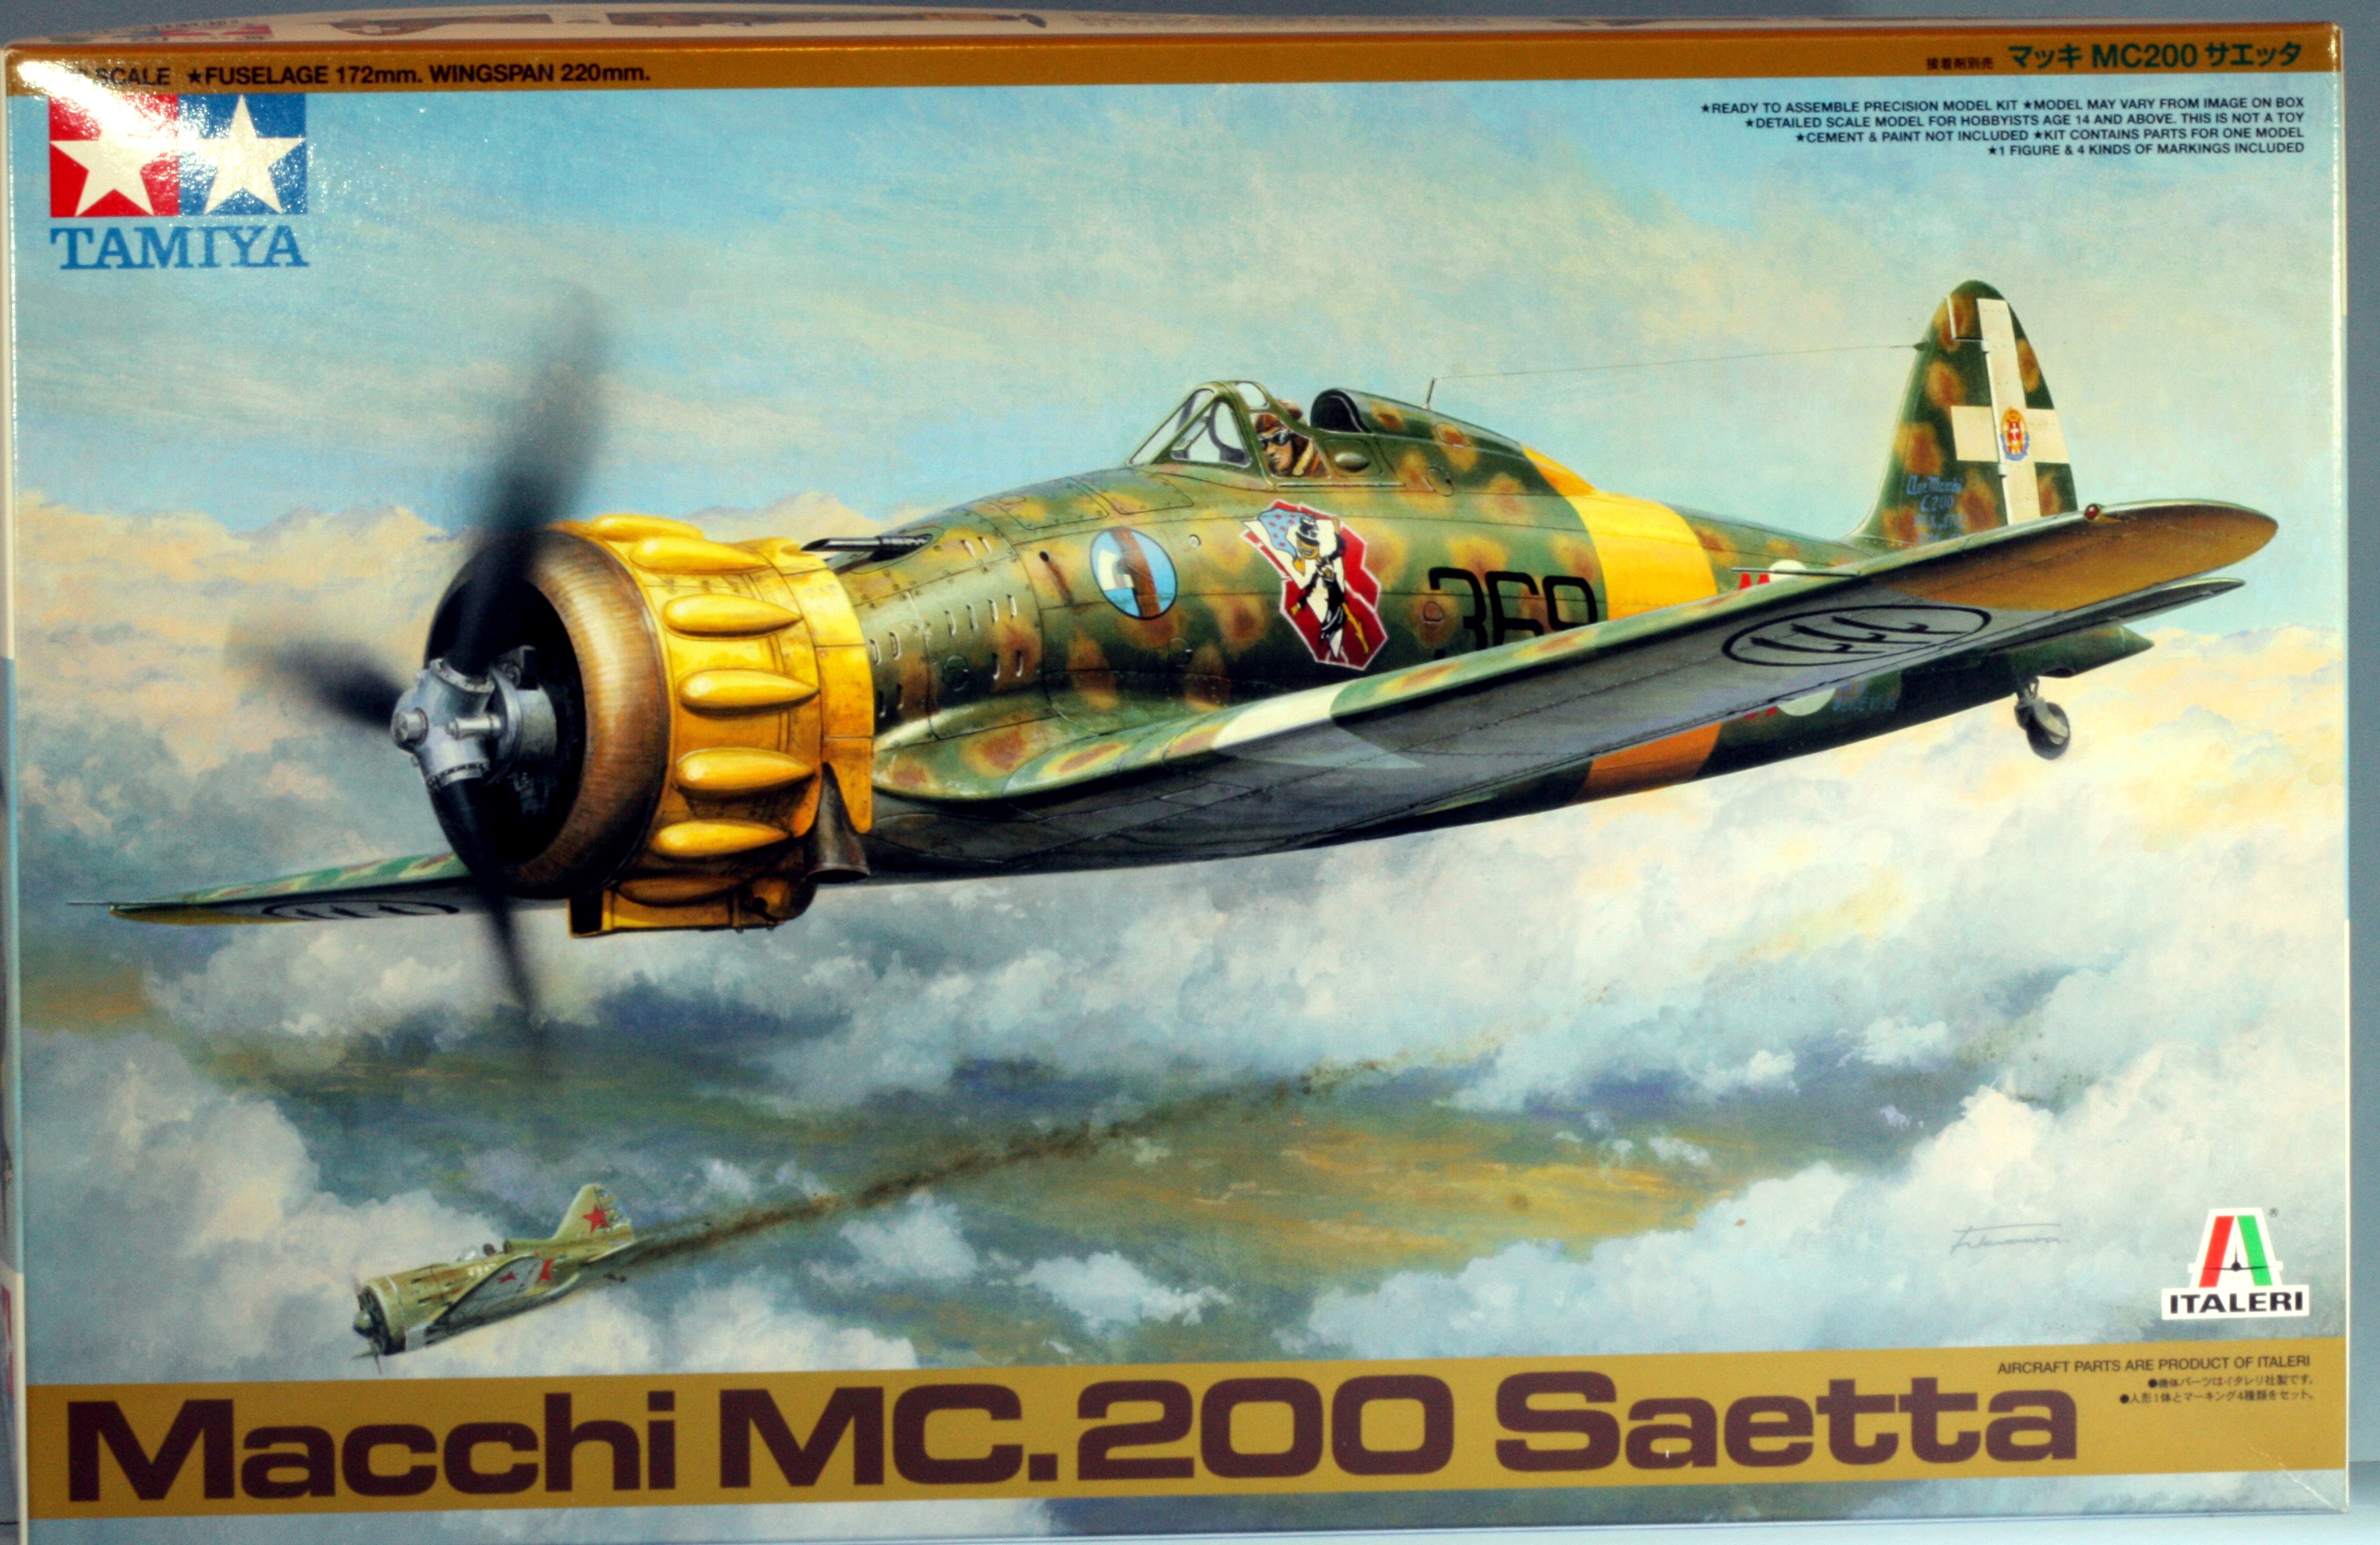 SCALE ★FUSELAGE 172mm. WINGSPAN 220mm.
接着剤別売 マッキ MC200 サエッタ
★READY TO ASSEMBLE PRECISION MODEL KIT ★MODEL MAY VARY FROM IMAGE ON BOX
★DETAILED SCALE MODEL FOR HOBBYISTS AGE 14 AND ABOVE. THIS IS NOT A TOY
★CEMENT & PAINT NOT INCLUDED ★KIT CONTAINS PARTS FOR ONE MODEL
★1 FIGURE & 4 KINDS OF MARKINGS INCLUDED
TAMIYA
369
ITALERI
AIRCRAFT PARTS ARE PRODUCT OF ITALERI
●機体パーツはイタレリ社製です。
●人形1体とマーキング4種類をセット。
Macchi MC.200 Saetta